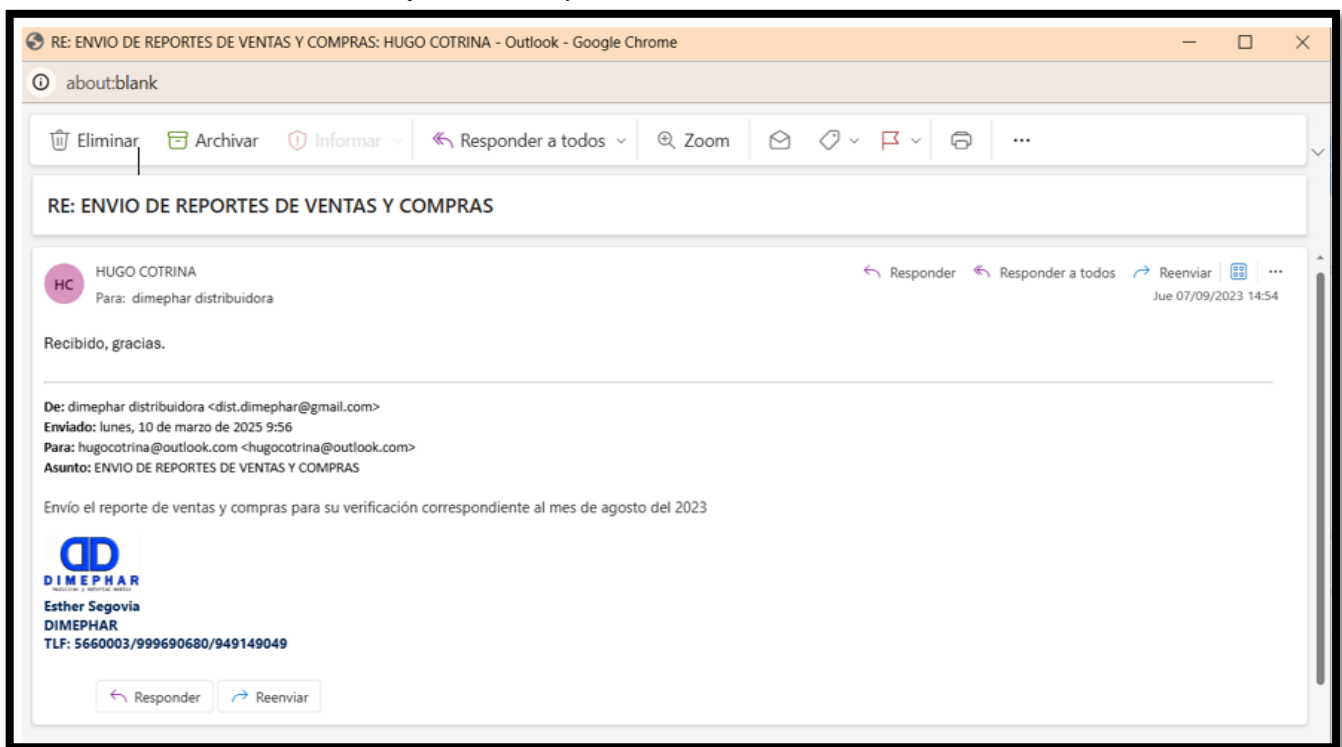 RE: ENVIO DE REPORTES DE VENTAS Y COMPRAS: HUGO COTRINA - Outlook - Google Chrome
about:blank
Eliminar Archivar Informar Responder a todos Zoom
RE: ENVIO DE REPORTES DE VENTAS Y COMPRAS
HC
HUGO COTRINA
Para: dimephar distribuidora
Responder Responder a todos Reenviar
Jue 07/09/2023 14:54
Recibido, gracias.
De: dimephar distribuidora <dist.dimephar@gmail.com>
Enviado: lunes, 10 de marzo de 2025 9:56
Para: hugocotrina@outlook.com <hugocotrina@outlook.com>
Asunto: ENVIO DE REPORTES DE VENTAS Y COMPRAS
Envío el reporte de ventas y compras para su verificación correspondiente al mes de agosto del 2023
DIMEPHAR
Esther Segovia
DIMEPHAR
TLF: 5660003/999690680/949149049
Responder Reenviar